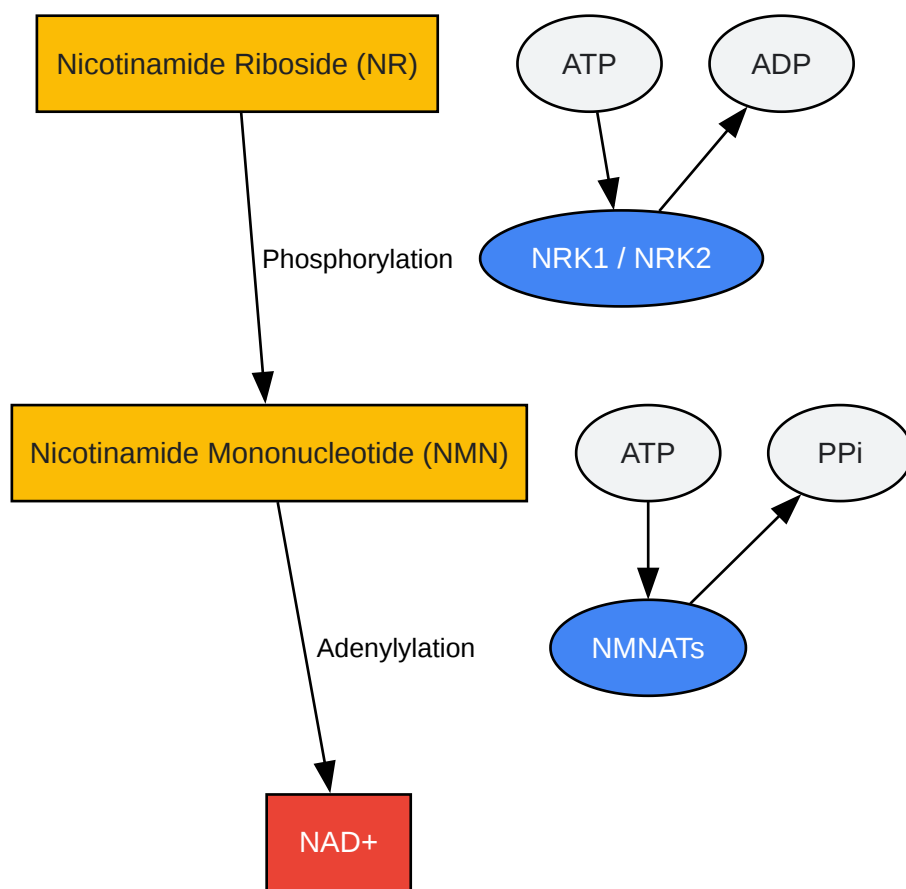 Nicotinamide Riboside (NR)
ATP
ADP
Phosphorylation
NRK1 / NRK2
Nicotinamide Mononucleotide (NMN)
ATP
PPi
Adenylylation
NMNATs
NAD+